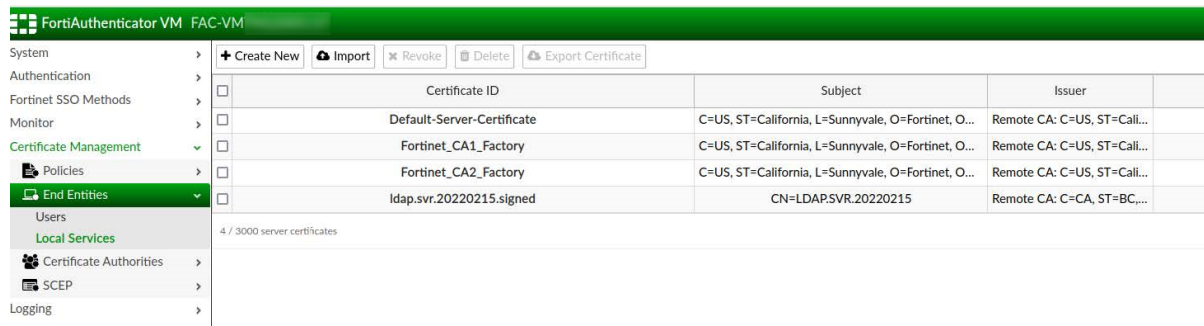 FortiAuthenticator VM FAC-VM
System
Authentication
Fortinet SSO Methods
Monitor
Certificate Management
Policies
End Entities
Users
Local Services
Certificate Authorities
SCEP
Logging
Create New Import Revoke Delete Export Certificate
Certificate ID Subject Issuer
Default-Server-Certificate C=US, ST=California, L=Sunnyvale, O=Fortinet, O... Remote CA: C=US, ST=Cali...
Fortinet_CA1_Factory C=US, ST=California, L=Sunnyvale, O=Fortinet, O... Remote CA: C=US, ST=Cali...
Fortinet_CA2_Factory C=US, ST=California, L=Sunnyvale, O=Fortinet, O... Remote CA: C=US, ST=Cali...
ldap.svr.20220215.signed CN=LDAP.SVR.20220215 Remote CA: C=CA, ST=BC,...
4 / 3000 server certificates